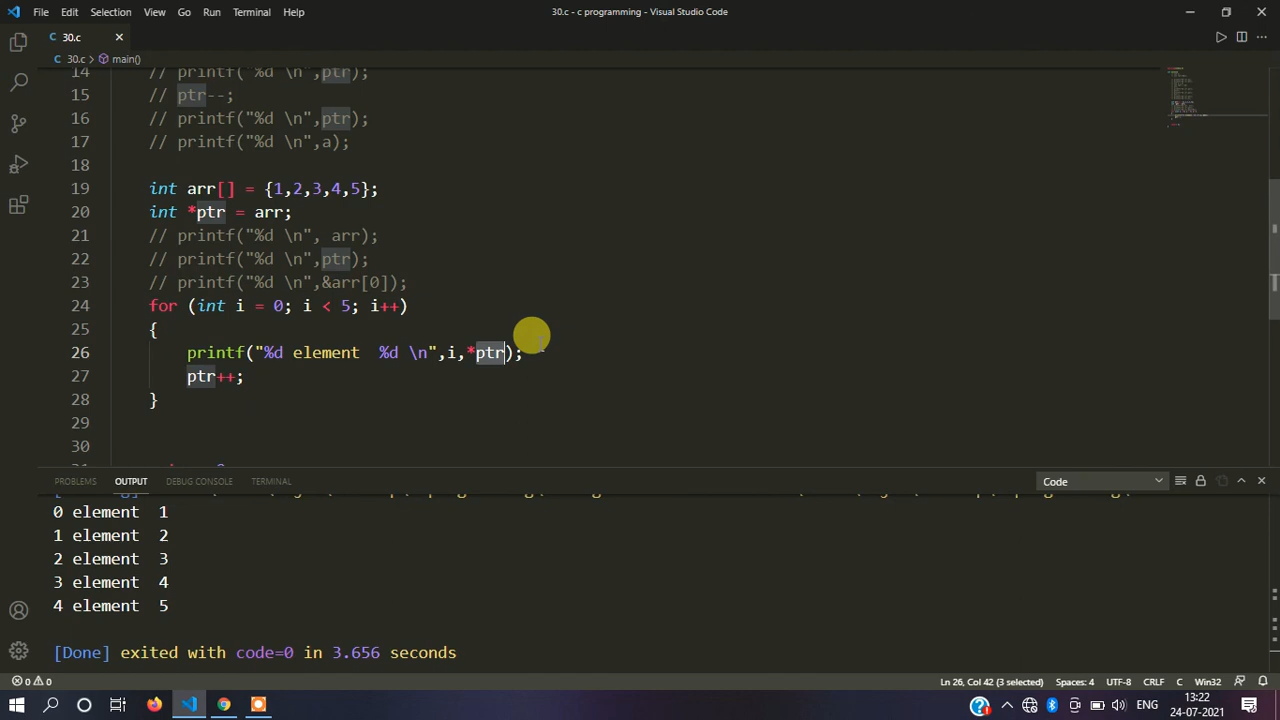 File Edit Selection View Go Run Terminal Help 30.c - c programming - Visual Studio Code
C 30.c ×
C 30.c > main()
14 // printf("%d \n",ptr);
15 // ptr--;
16 // printf("%d \n",ptr);
17 // printf("%d \n",a);
18
19 int arr[] = {1,2,3,4,5};
20 int *ptr = arr;
21 // printf("%d \n", arr);
22 // printf("%d \n",ptr);
23 // printf("%d \n",&arr[0]);
24 for (int i = 0; i < 5; i++)
25 {
26 printf("%d element  %d \n",i,*ptr);
27 ptr++;
28 }
29
30
PROBLEMS OUTPUT DEBUG CONSOLE TERMINAL Code
0 element  1
1 element  2
2 element  3
3 element  4
4 element  5
[Done] exited with code=0 in 3.656 seconds
0 0 Ln 26, Col 42 (3 selected) Spaces: 4 UTF-8 CRLF C Win32
ENG 13:22
24-07-2021